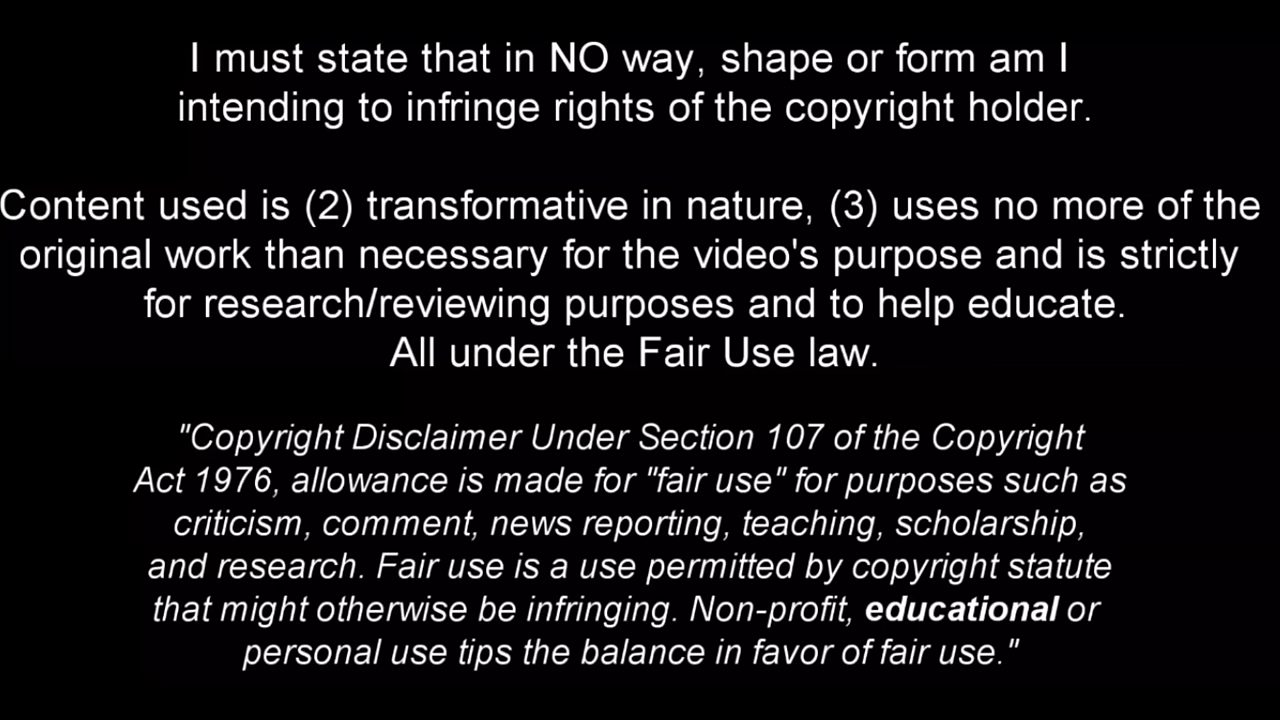 I must state that in NO way, shape or form am I
intending to infringe rights of the copyright holder.
Content used is (2) transformative in nature, (3) uses no more of the
original work than necessary for the video's purpose and is strictly
for research/reviewing purposes and to help educate.
All under the Fair Use law.
"Copyright Disclaimer Under Section 107 of the Copyright
Act 1976, allowance is made for "fair use" for purposes such as
criticism, comment, news reporting, teaching, scholarship,
and research. Fair use is a use permitted by copyright statute
that might otherwise be infringing. Non-profit, educational or
personal use tips the balance in favor of fair use."